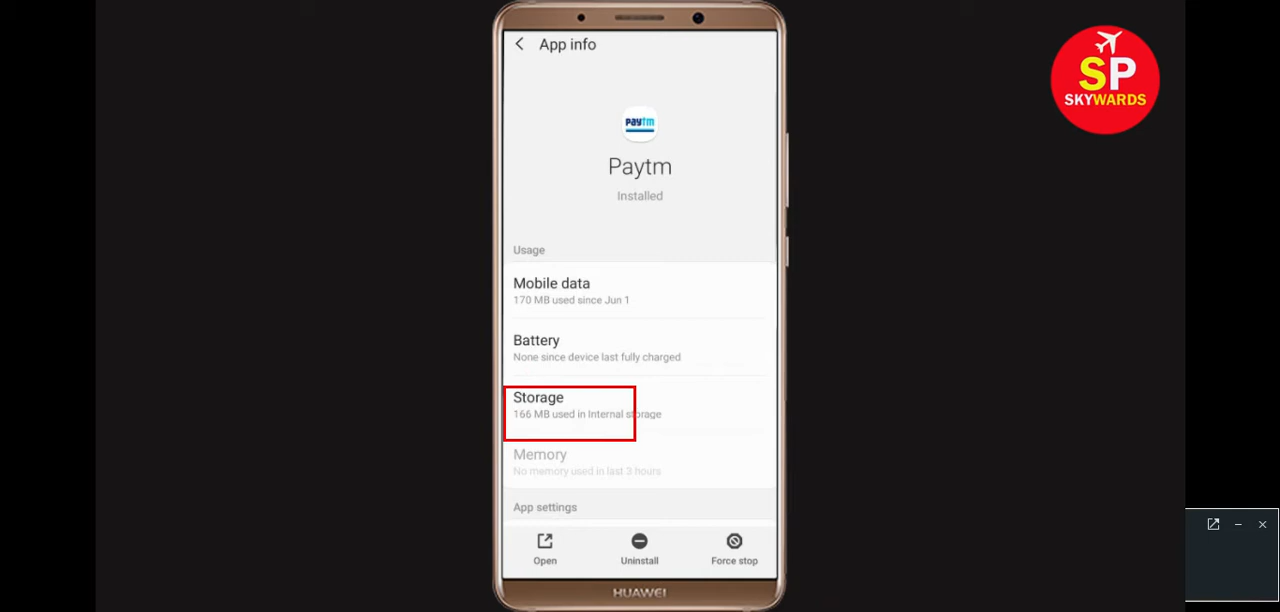 App info
paytm
Paytm
Installed
Usage
Mobile data
170 MB used since Jun 1
Battery
None since device last fully charged
Storage
166 MB used in Internal storage
Memory
No memory used in last 3 hours
App settings
Open
Uninstall
Force stop
HUAWEI
SP
SKYWARDS